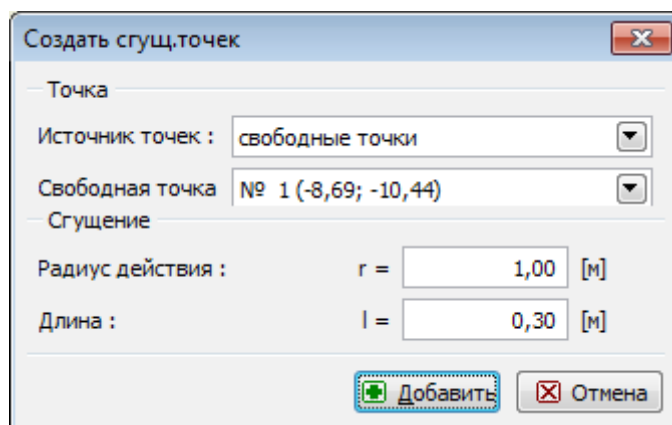 Создать сгущ.точек
Точка
Источник точек : свободные точки
Свободная точка № 1 (-8,69; -10,44)
Сгущение
Радиус действия : r = 1,00 [м]
Длина : l = 0,30 [м]
Добавить Отмена